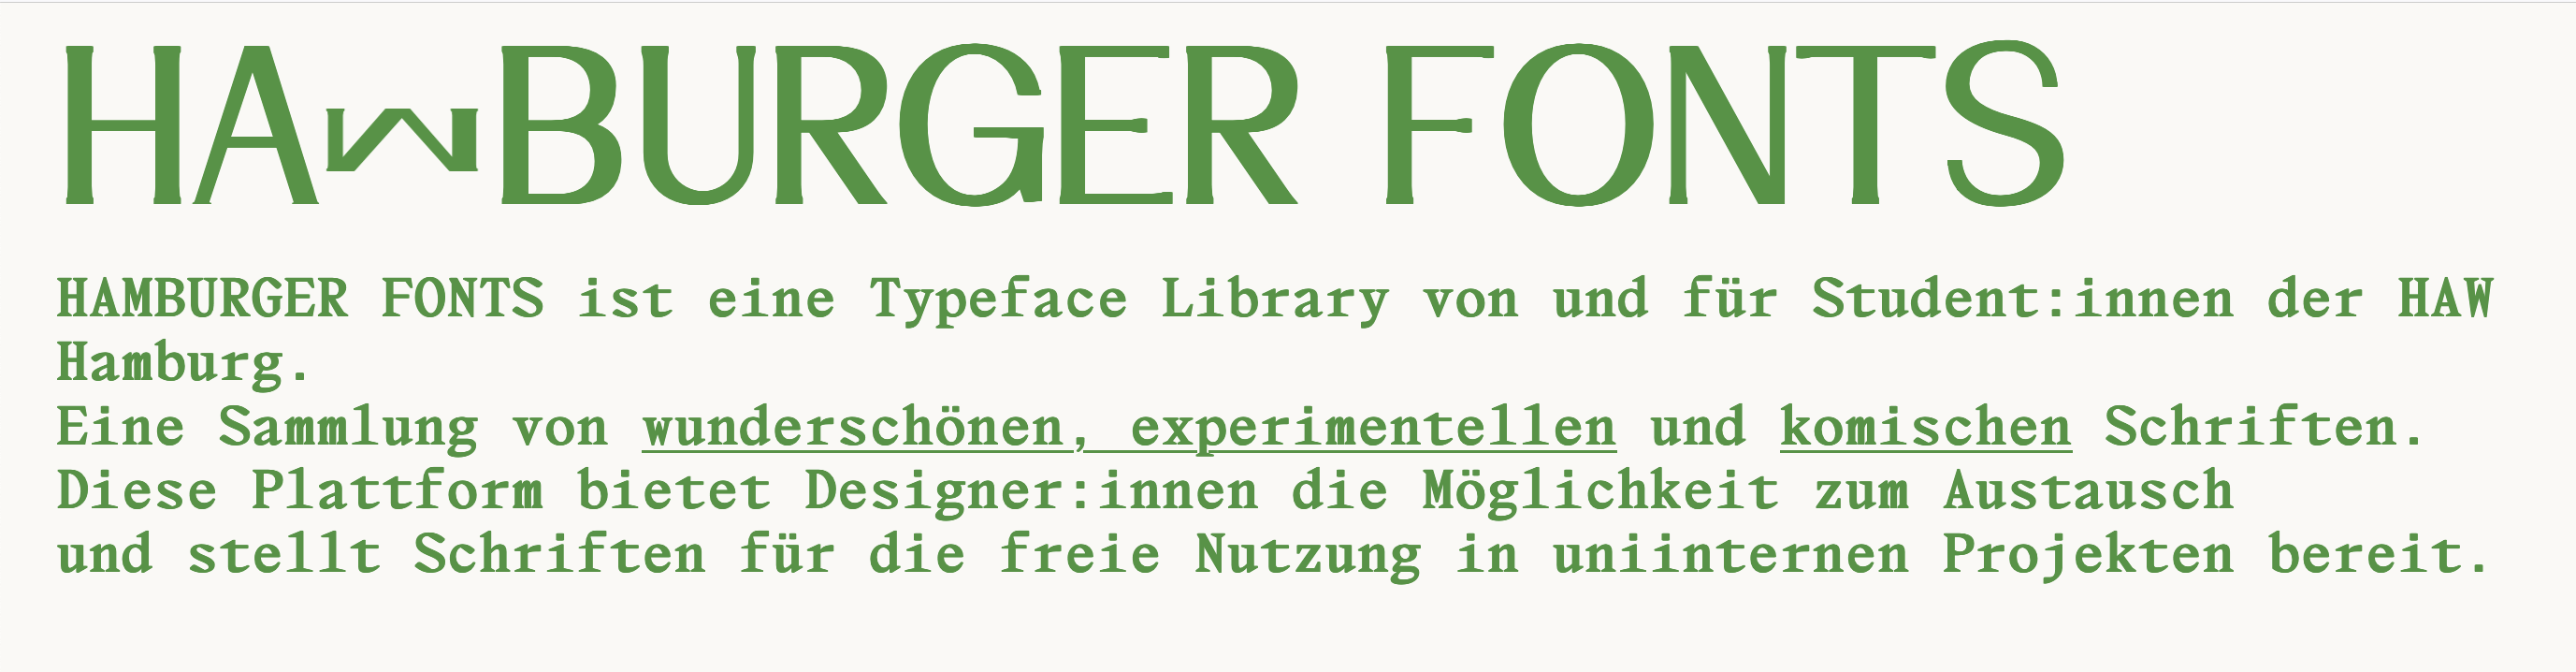 HAwBURGER FONTS
HAMBURGER FONTS ist eine Typeface Library von und für Student:innen der HAW
Hamburg.
Eine Sammlung von wunderschönen, experimentellen und komischen Schriften.
Diese Plattform bietet Designer:innen die Möglichkeit zum Austausch
und stellt Schriften für die freie Nutzung in uniinternen Projekten bereit.